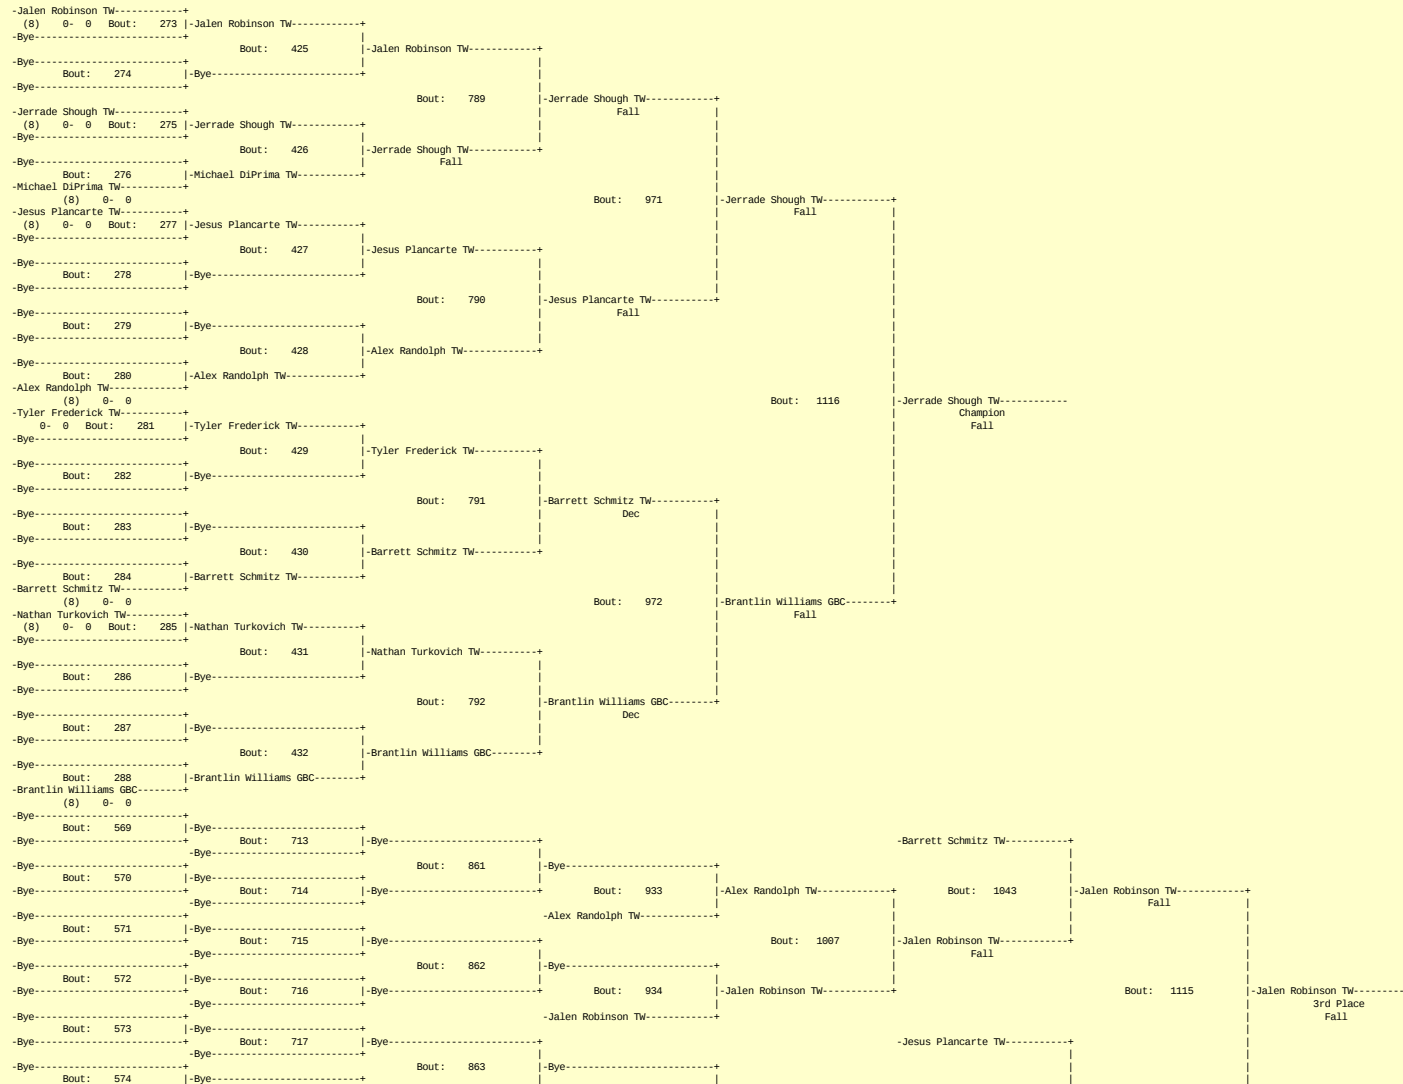 -Jalen Robinson TW-----------+
(8) 0- 0 Bout: 273 |-Jalen Robinson TW-----------+
-Bye-------------------------+ |
Bout: 425 |-Jalen Robinson TW-----------+
-Bye-------------------------+ | |
Bout: 274 |-Bye-------------------------+ |
-Bye-------------------------+ |
Bout: 789 |-Jerrade Shough TW-----------+
-Jerrade Shough TW-----------+ | Fall |
(8) 0- 0 Bout: 275 |-Jerrade Shough TW-----------+ | |
-Bye-------------------------+ | | |
Bout: 426 |-Jerrade Shough TW-----------+ |
-Bye-------------------------+ | Fall |
Bout: 276 |-Michael DiPrima TW----------+ |
-Michael DiPrima TW----------+ |
(8) 0- 0 Bout: 971 |-Jerrade Shough TW-----------+
-Jesus Plancarte TW----------+ | Fall |
(8) 0- 0 Bout: 277 |-Jesus Plancarte TW----------+ | |
-Bye-------------------------+ | | |
Bout: 427 |-Jesus Plancarte TW----------+ | |
-Bye-------------------------+ | | | |
Bout: 278 |-Bye-------------------------+ | | |
-Bye-------------------------+ | | |
Bout: 790 |-Jesus Plancarte TW----------+ |
-Bye-------------------------+ | Fall |
Bout: 279 |-Bye-------------------------+ | |
-Bye-------------------------+ | | |
Bout: 428 |-Alex Randolph TW------------+ |
-Bye-------------------------+ | |
Bout: 280 |-Alex Randolph TW------------+ |
-Alex Randolph TW------------+ |
(8) 0- 0 Bout: 1116 |-Jerrade Shough TW-----------
-Tyler Frederick TW----------+ | Champion
0- 0 Bout: 281 |-Tyler Frederick TW----------+ | Fall
-Bye-------------------------+ | |
Bout: 429 |-Tyler Frederick TW----------+ |
-Bye-------------------------+ | | |
Bout: 282 |-Bye-------------------------+ | |
-Bye-------------------------+ | |
Bout: 791 |-Barrett Schmitz TW----------+ |
-Bye-------------------------+ | Dec | |
Bout: 283 |-Bye-------------------------+ | | |
-Bye-------------------------+ | | | |
Bout: 430 |-Barrett Schmitz TW----------+ | |
-Bye-------------------------+ | | |
Bout: 284 |-Barrett Schmitz TW----------+ | |
-Barrett Schmitz TW----------+ | |
(8) 0- 0 Bout: 972 |-Brantlin Williams GBC-------+
-Nathan Turkovich TW---------+ | Fall
(8) 0- 0 Bout: 285 |-Nathan Turkovich TW---------+ |
-Bye-------------------------+ | |
Bout: 431 |-Nathan Turkovich TW---------+ |
-Bye-------------------------+ | | |
Bout: 286 |-Bye-------------------------+ | |
-Bye-------------------------+ | |
Bout: 792 |-Brantlin Williams GBC-------+
-Bye-------------------------+ | Dec
Bout: 287 |-Bye-------------------------+ |
-Bye-------------------------+ | |
Bout: 432 |-Brantlin Williams GBC-------+
-Bye-------------------------+ |
Bout: 288 |-Brantlin Williams GBC-------+
-Brantlin Williams GBC-------+
(8) 0- 0
-Bye-------------------------+
Bout: 569 |-Bye-------------------------+
-Bye-------------------------+ Bout: 713 |-Bye-------------------------+ -Barrett Schmitz TW----------+
-Bye-------------------------+ | |
-Bye-------------------------+ Bout: 861 |-Bye-------------------------+ |
Bout: 570 |-Bye-------------------------+ | | |
-Bye-------------------------+ Bout: 714 |-Bye-------------------------+ Bout: 933 |-Alex Randolph TW------------+ Bout: 1043 |-Jalen Robinson TW-----------+
-Bye-------------------------+ | | | Fall |
-Bye-------------------------+ -Alex Randolph TW------------+ | | |
Bout: 571 |-Bye-------------------------+ | | |
-Bye-------------------------+ Bout: 715 |-Bye-------------------------+ Bout: 1007 |-Jalen Robinson TW-----------+ |
-Bye-------------------------+ | | Fall |
-Bye-------------------------+ Bout: 862 |-Bye-------------------------+ | |
Bout: 572 |-Bye-------------------------+ | | | |
-Bye-------------------------+ Bout: 716 |-Bye-------------------------+ Bout: 934 |-Jalen Robinson TW-----------+ Bout: 1115 |-Jalen Robinson TW-----------
-Bye-------------------------+ | | 3rd Place
-Bye-------------------------+ -Jalen Robinson TW-----------+ | Fall
Bout: 573 |-Bye-------------------------+ |
-Bye-------------------------+ Bout: 717 |-Bye-------------------------+ -Jesus Plancarte TW----------+ |
-Bye-------------------------+ | | |
-Bye-------------------------+ Bout: 863 |-Bye-------------------------+ | |
Bout: 574 |-Bye-------------------------+ | | | |